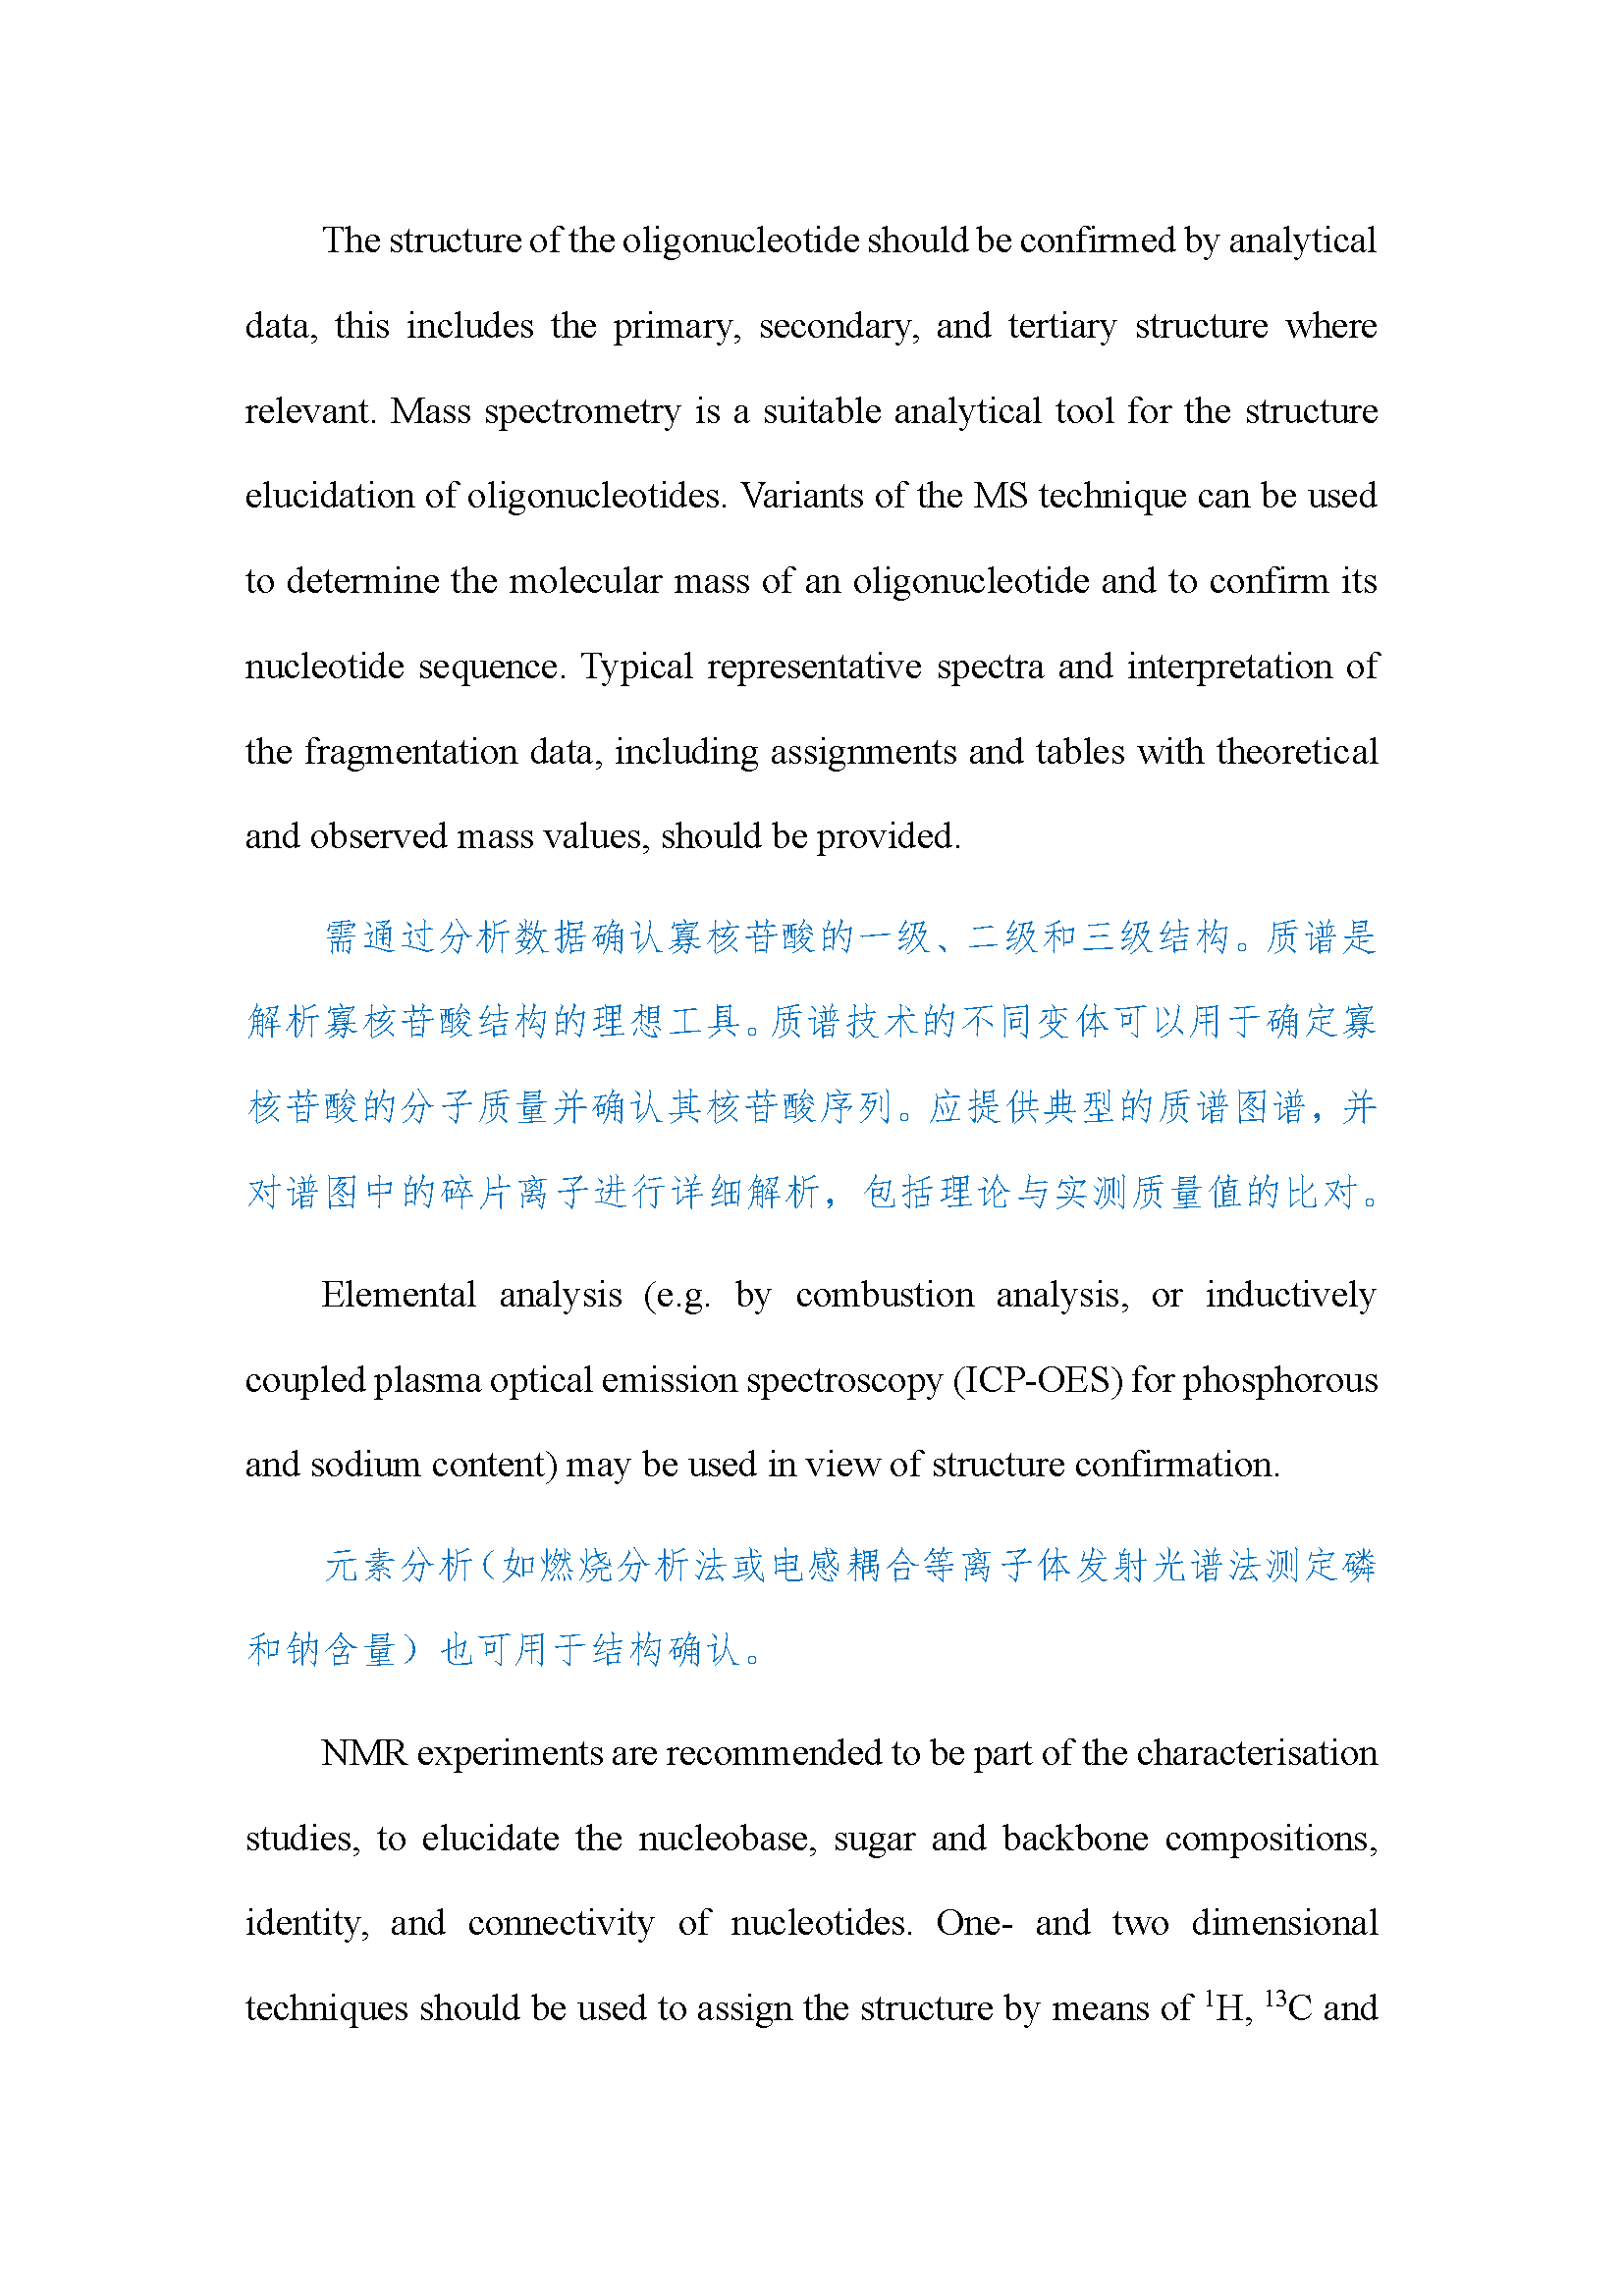 The structure of the oligonucleotide should be confirmed by analytical
data, this includes the primary, secondary, and tertiary structure where
relevant. Mass spectrometry is a suitable analytical tool for the structure
elucidation of oligonucleotides. Variants of the MS technique can be used
to determine the molecular mass of an oligonucleotide and to confirm its
nucleotide sequence. Typical representative spectra and interpretation of
the fragmentation data, including assignments and tables with theoretical
and observed mass values, should be provided.
需通过分析数据确认寡核苷酸的一级、二级和三级结构。质谱是
解析寡核苷酸结构的理想工具。质谱技术的不同变体可以用于确定寡
核苷酸的分子质量并确认其核苷酸序列。应提供典型的质谱图谱，并
对谱图中的碎片离子进行详细解析，包括理论与实测质量值的比对。
Elemental analysis (e.g. by combustion analysis, or inductively
coupled plasma optical emission spectroscopy (ICP-OES) for phosphorous
and sodium content) may be used in view of structure confirmation.
元素分析（如燃烧分析法或电感耦合等离子体发射光谱法测定磷
和钠含量）也可用于结构确认。
NMR experiments are recommended to be part of the characterisation
studies, to elucidate the nucleobase, sugar and backbone compositions,
identity, and connectivity of nucleotides. One- and two dimensional
techniques should be used to assign the structure by means of ¹H, ¹³C and